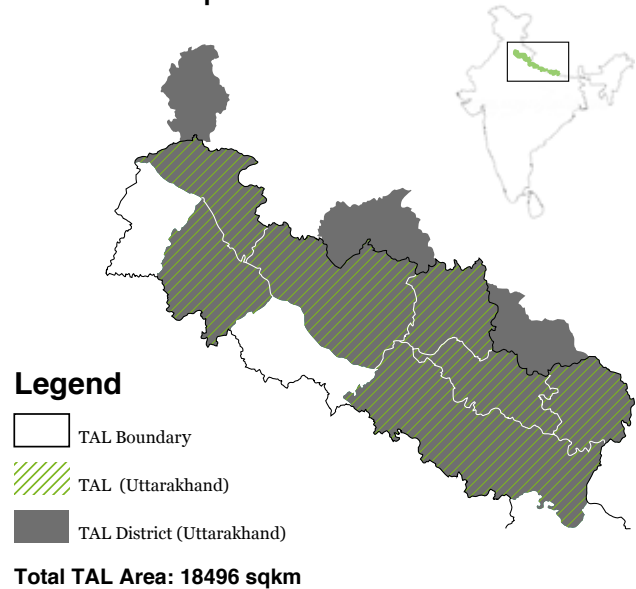 Legend
TAL Boundary
TAL (Uttarakhand)
TAL District (Uttarakhand)
Total TAL Area: 18496 sqkm